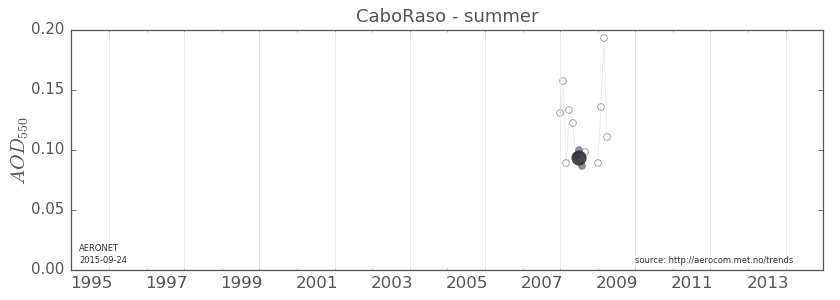 CaboRaso - summer
0.20
0.15
0.10
0.05
0.00
AOD550
AERONET
2015-09-24
source: http://aerocom.met.no/trends
1995 1997 1999 2001 2003 2005 2007 2009 2011 2013